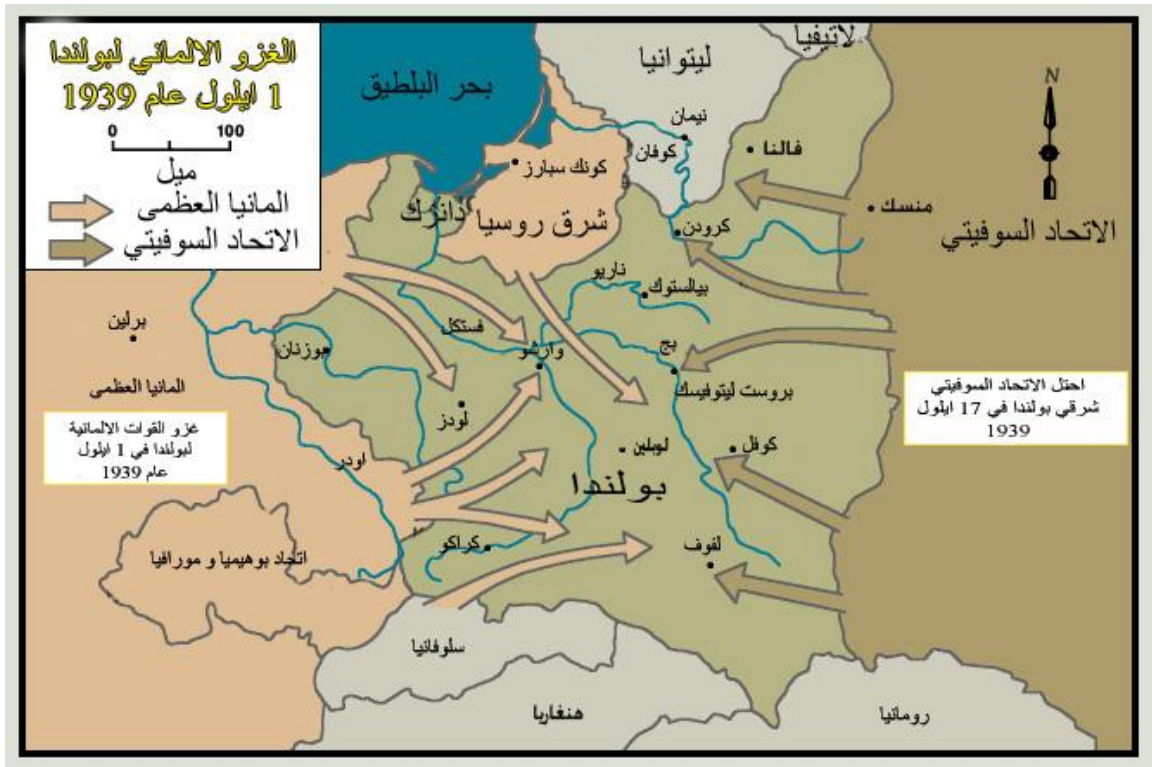 الغزو الالماني لبولندا
1 ايلول عام 1939
0 100
ميل
المانيا العظمى
الاتحاد السوفيتي
بحر البلطيق
ليتوانيا
لاتيفيا
N
نيمان
كوفان
فالنا
كونك سبارز
شرق روسيا
دانزك
كرودن
منسك
الاتحاد السوفيتي
ناريو
بيالستوك
برلين
فستكل
وارشو
بج
بوزنان
بروست ليتوفيسك
المانيا العظمى
لودز
احتل الاتحاد السوفيتي
شرقي بولندا في 17 ايلول
1939
غزو القوات الالمانية
لبولندا في 1 ايلول
عام 1939
اودر
لوبلين
كوفل
بولندا
كراكو
لفوف
اتحاد بوهيميا و مورافيا
سلوفانيا
هنغاريا
رومانيا